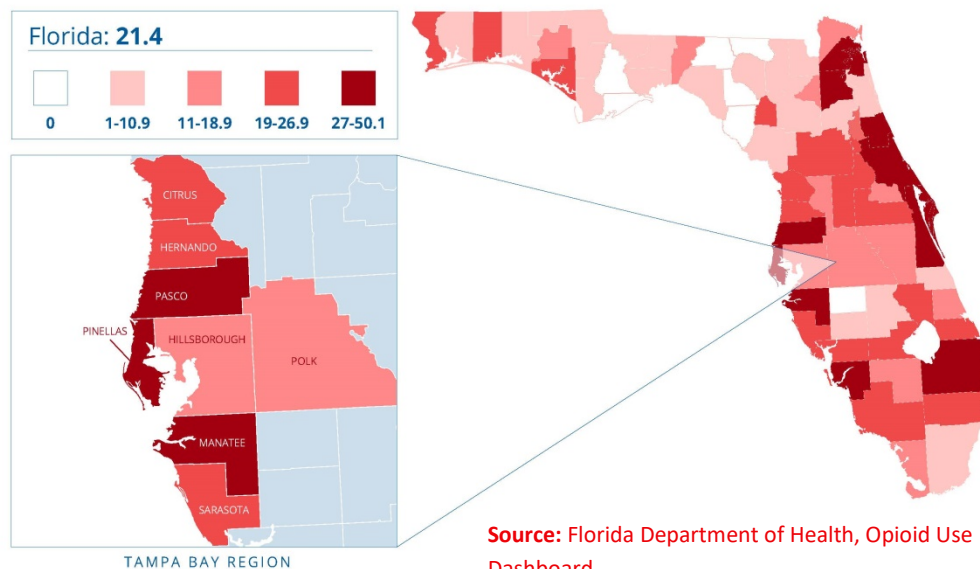 Florida: 21.4
0
1-10.9
11-18.9
19-26.9
27-50.1
CITRUS
HERNANDO
PASCO
PINELLAS
HILLSBOROUGH
POLK
MANATEE
SARASOTA
TAMPA BAY REGION
Source: Florida Department of Health, Opioid Use
Dashboard